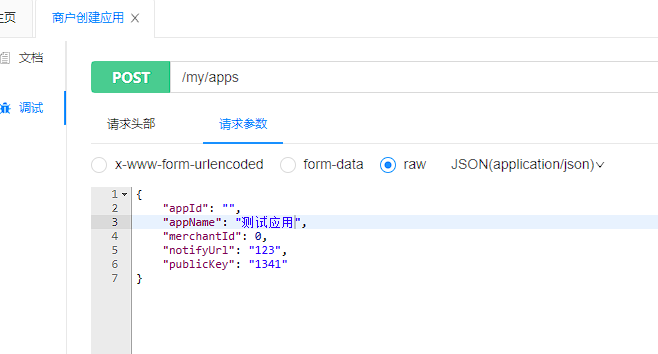 主页 商户创建应用
文档
调试
POST /my/apps
请求头部 请求参数
x-www-form-urlencoded form-data raw JSON(application/json)
1 {
2 "appId": "",
3 "appName": "测试应用",
4 "merchantId": 0,
5 "notifyUrl": "123",
6 "publicKey": "1341"
7 }